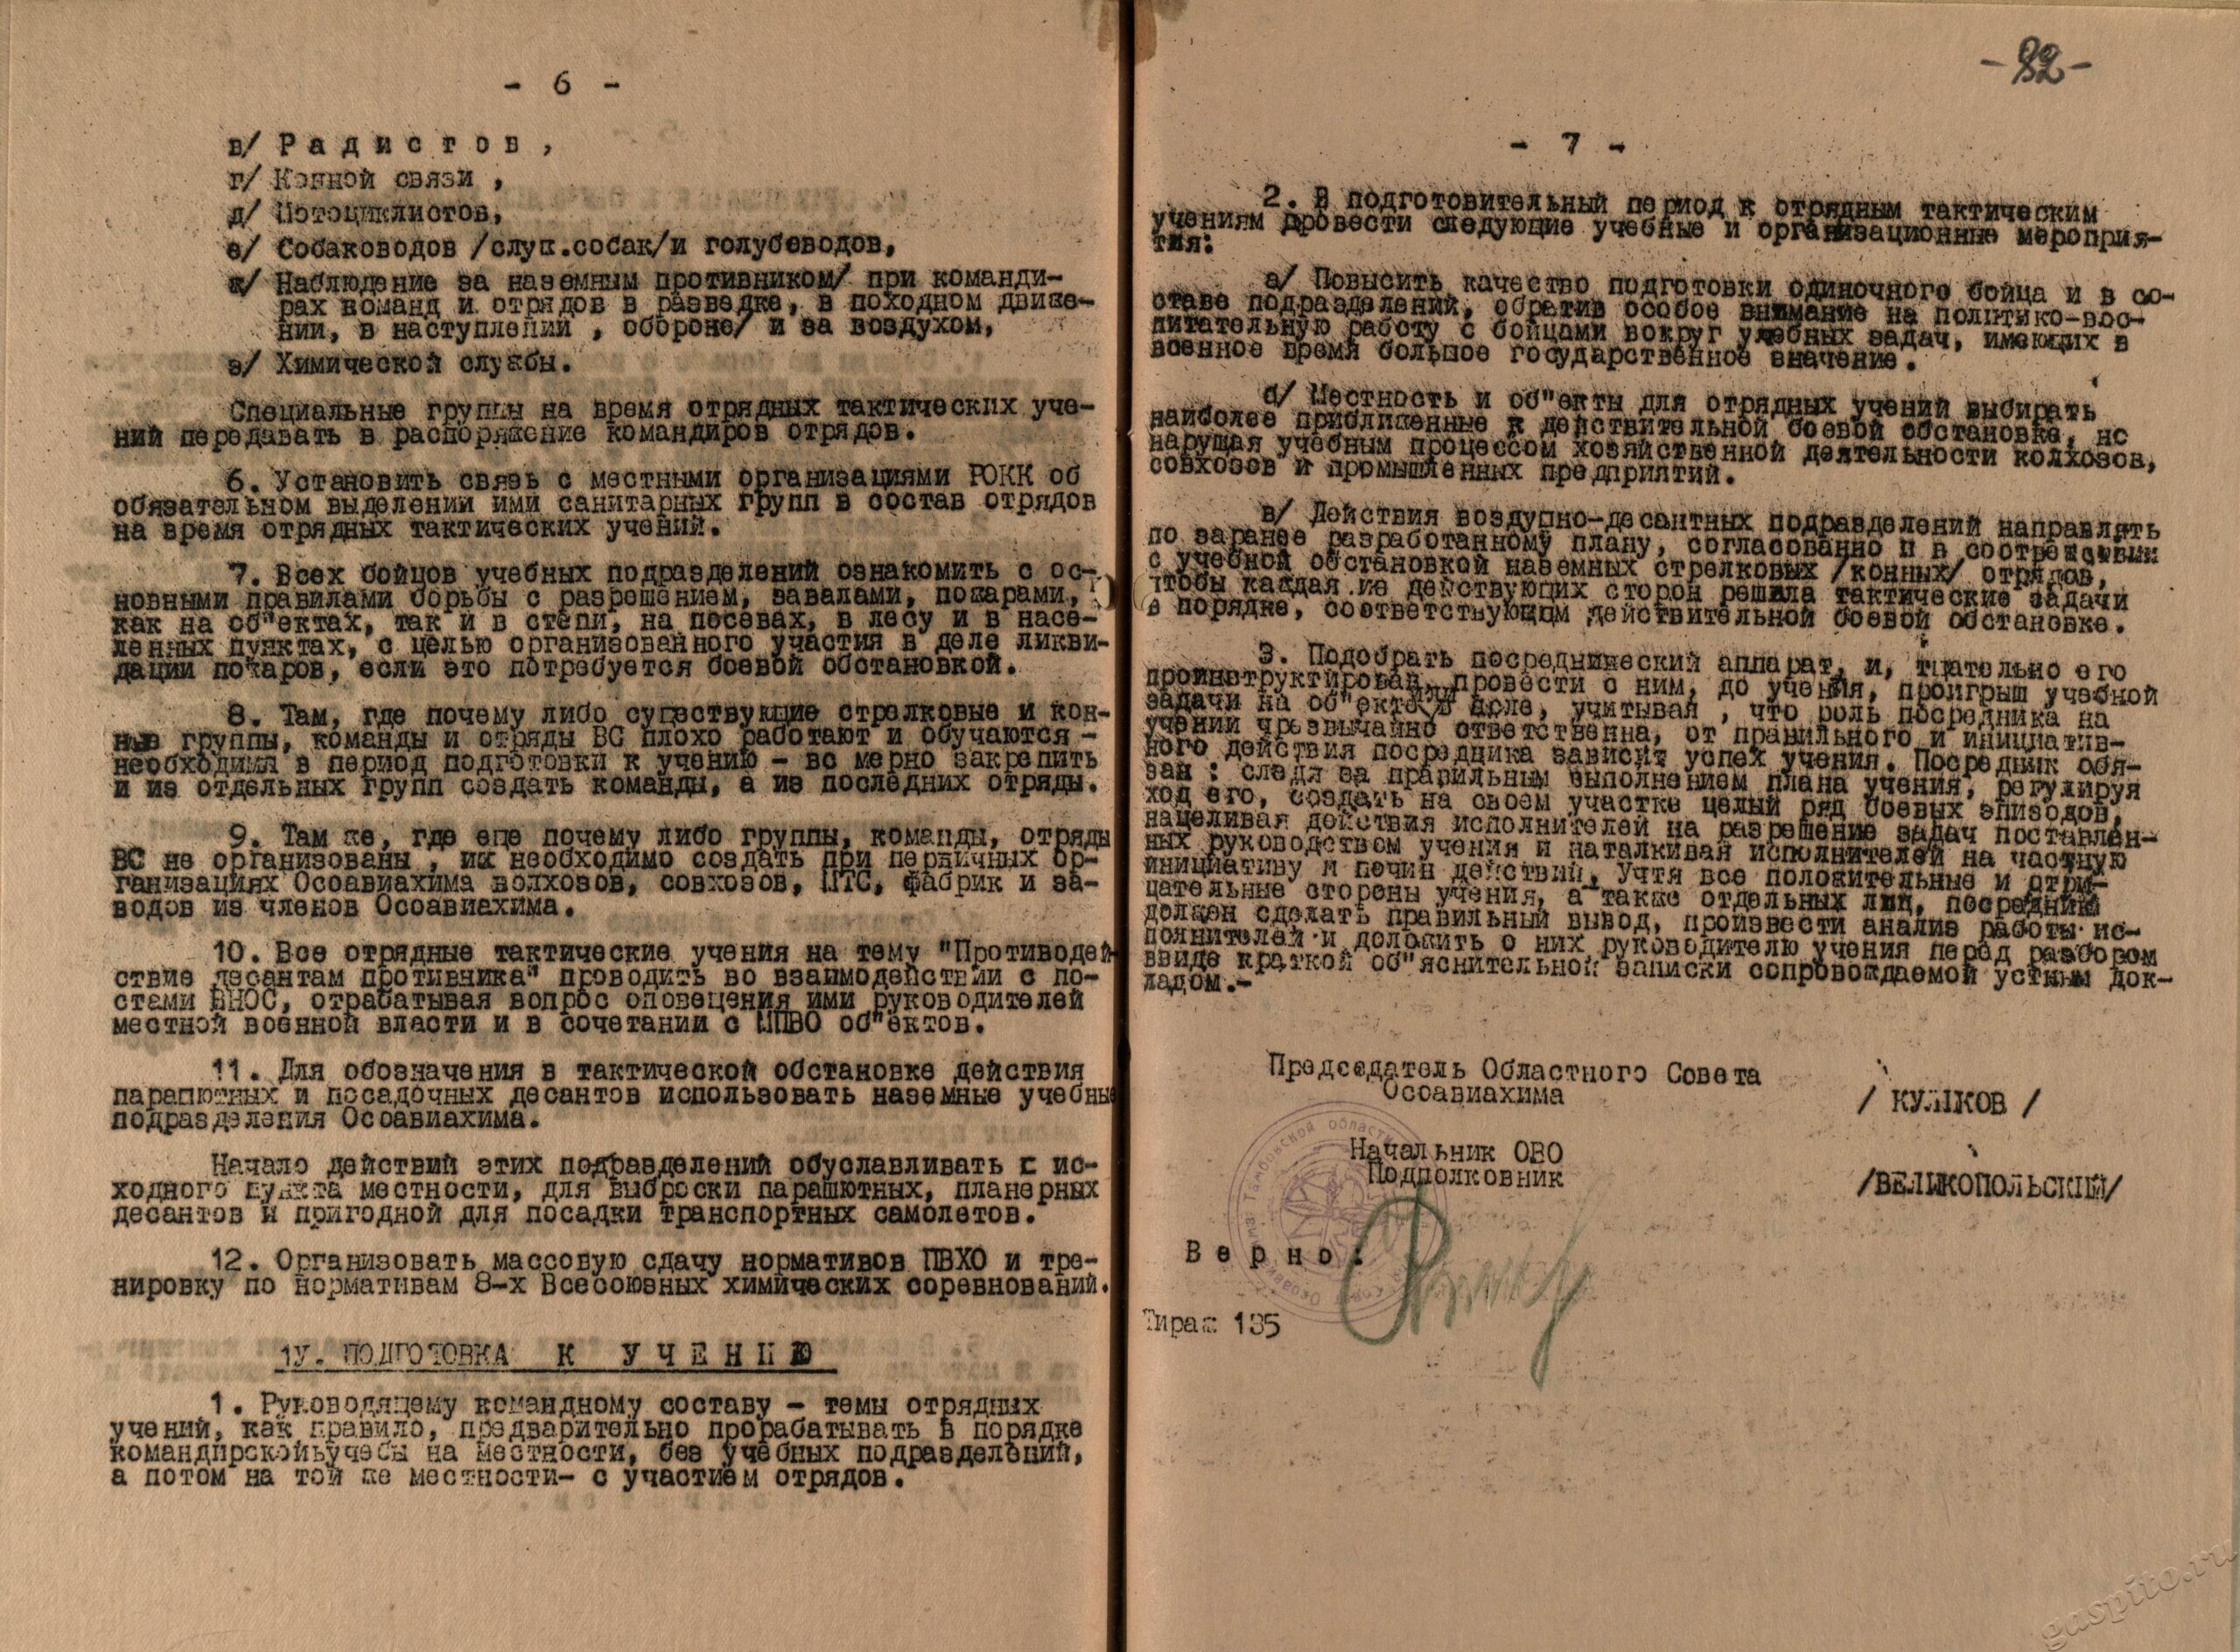 - 6 -
в/ Р а д и с т о в ,
г/ Конной связи ,
д/ Мотоциклистов,
е/ Собаководов /служ.собак/и голубеводов,
ж/ Наблюдение за наземным противником/ при команди-
рах команд и отрядов в разведке, в походном движе-
нии, в наступлении , обороне/ и за воздухом,
з/ Химической службы.
Специальные группы на время отрядных тактических уче-
ний передавать в распоряжение командиров отрядов.
6. Установить связь с местными организациями РОКК об
обязательном выделении ими санитарных групп в состав отрядов
на время отрядных тактических учений.
7. Всех бойцов учебных подразделений ознакомить с ос-
новными правилами борьбы с разрешением, завалами, пожарами,
как на об"ектах, так и в степи, на посевах, в лесу и в насе-
ленных пунктах, с целью организованного участия в деле ликви-
дации пожаров, если это потребуется боевой обстановкой.
8. Там, где почему либо существующие стрелковые и кон-
ные группы, команды и отряды ВС плохо работают и обучаются -
необходимо в период подготовки к учению - все мерно закрепить
и из отдельных групп создать команды, а из последних отряды.
9. Там же, где еще почему либо группы, команды, отряды
ВС не организованы , их необходимо создать при первичных ор-
ганизациях Осоавиахима колхозов, совхозов, МТС, фабрик и за-
водов из членов Осоавиахима.
10. Все отрядные тактические учения на тему "Противодей-
ствие десантам противника" проводить во взаимодействии с по-
стами ВНОС, отрабатывая вопрос оповещения ими руководителей
местной военной власти и в сочетании с МПВО об"ектов.
11. Для обозначения в тактической обстановке действия
парашютных и посадочных десантов использовать наземные учебные
подразделения Осоавиахима.
Начало действий этих подразделений обуславливать с ис-
ходного пункта местности, для выброски парашютных, планерных
десантов и пригодной для посадки транспортных самолетов.
12. Организовать массовую сдачу нормативов ПВХО и тре-
нировку по нормативам 8-х Всесоюзных химических соревнований.
1У. ПОДГОТОВКА К У Ч Е Н И Ю
1. Руководящему командному составу - темы отрядных
учений, как правило, предварительно прорабатывать в порядке
командирскойьучебы на местности, без учебных подразделений,
а потом на той же местности- с участием отрядов.
-82-
- 7 -
2. В подготовительный период к отрядным тактическим
учениям провести следующие учебные и организационные мероприя-
тия:
а/ Повысить качество подготовки одиночного бойца и в со-
ставе подразделений, обратив особое внимание на политико-вос-
питательную работу с бойцами вокруг учебных задач, имеющих в
военное время большое государственное значение.
б/ Местность и об"екты для отрядных учений выбирать
наиболее приближенные к действительной боевой обстановке, не
нарушая учебным процессом хозяйственной деятельности колхозов,
совхозов и промышленных предприятий.
в/ Действия воздушно-десантных подразделений направлять
по заранее разработанному плану, согласованно и в соответствии
с учебной обстановкой наземных стрелковых /конных/ отрядов,
чтобы каждая из действующих сторон решала тактические задачи
в порядке, соответствующем действительной боевой обстановке.
3. Подобрать посреднический аппарат, и, тщательно его
проинструктировав, провести с ним, до учения, проигрыш учебной
задачи на об"екте или в поле, учитывая , что роль посредника на
учении чрезвычайно ответственна, от правильного и инициатив-
ного действия посредника зависит успех учения. Посредник обя-
зан : следя за правильным выполнением плана учения, регулируя
ход его, создать на своем участке целый ряд боевых эпизодов,
нацеливая действия исполнителей на разрешение задач поставлен-
ных руководством учения и наталкивая исполнителей на частную
инициативу и почин действий. Учтя все положительные и отри-
цательные стороны учения, а также отдельных лиц, посредник
должен сделать правильный вывод, произвести анализ работы ис-
полнителей и доложить о них руководителю учения перед разбором
ввиде краткой об"яснительной записки сопровождаемой устным док-
ладом.-
Председатель Областного Совета
Осоавиахима
/ КУЛИКОВ /
Начальник ОВО
Подполковник
/ВЕЛИКОПОЛЬСКИЙ/
В е р н о :
Тираж 135
gaspito.ru